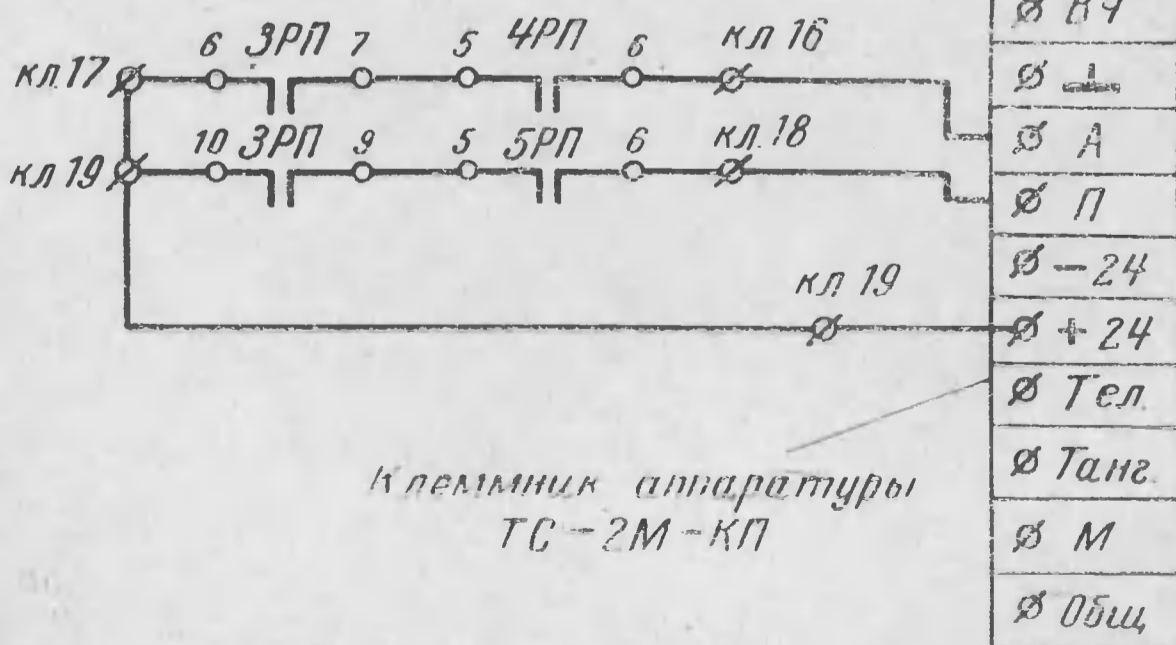 ВЧ
6 3РП 7 5 4РП 6 кл 16
кл.17
А
10 3РП 9 5 5РП 6 кл.18
кл 19
П
– 24
кл 19
+ 24
Тел.
Клеммник аппаратуры
ТС – 2М – КП
Танг.
М
Общ